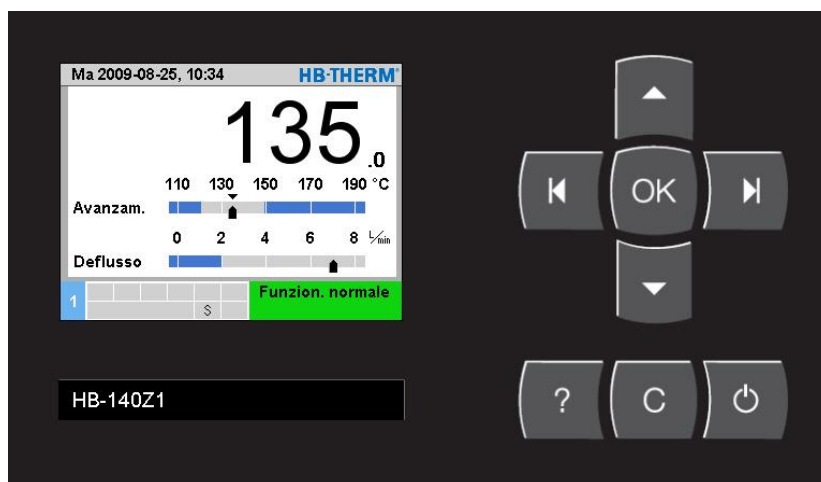 Ma 2009-08-25, 10:34 HB-THERM®
135.0
110 130 150 170 190 °C
Avanzam.
0 2 4 6 8 L/min
Deflusso
1 Funzion. normale
S
HB-140Z1
OK
? C